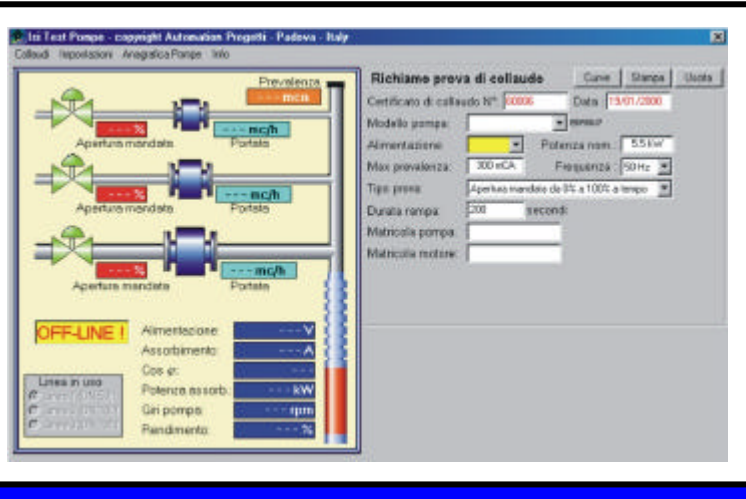 Iri Test Pompe - copyright Automation Progetti - Padova - Italy
Collaudi Impostazioni Anagrafica Pompe Info
Prevalenza
--- mcn
--- %
Apertura mandata
--- mc/h
Portata
--- %
Apertura mandata
--- mc/h
Portata
--- %
Apertura mandata
--- mc/h
Portata
OFF-LINE !
Linea in uso
Alimentazione: --- V
Assorbimento: --- A
Cos φ: ---
Potenza assorb: --- kW
Giri pompa: --- rpm
Rendimento: --- %
Richiamo prova di collaudo Curve Stampa Uscita
Certificato di collaudo N°: 60006 Data: 19/01/2000
Modello pompa:
Alimentazione: Potenza nom.: 5.5 kW
Max prevalenza: 300 mCA Frequenza: 50 Hz
Tipo prova: Apertura mandata da 0% a 100% a tempo
Durata rampa: 200 secondi
Matricola pompa:
Matricola motore: